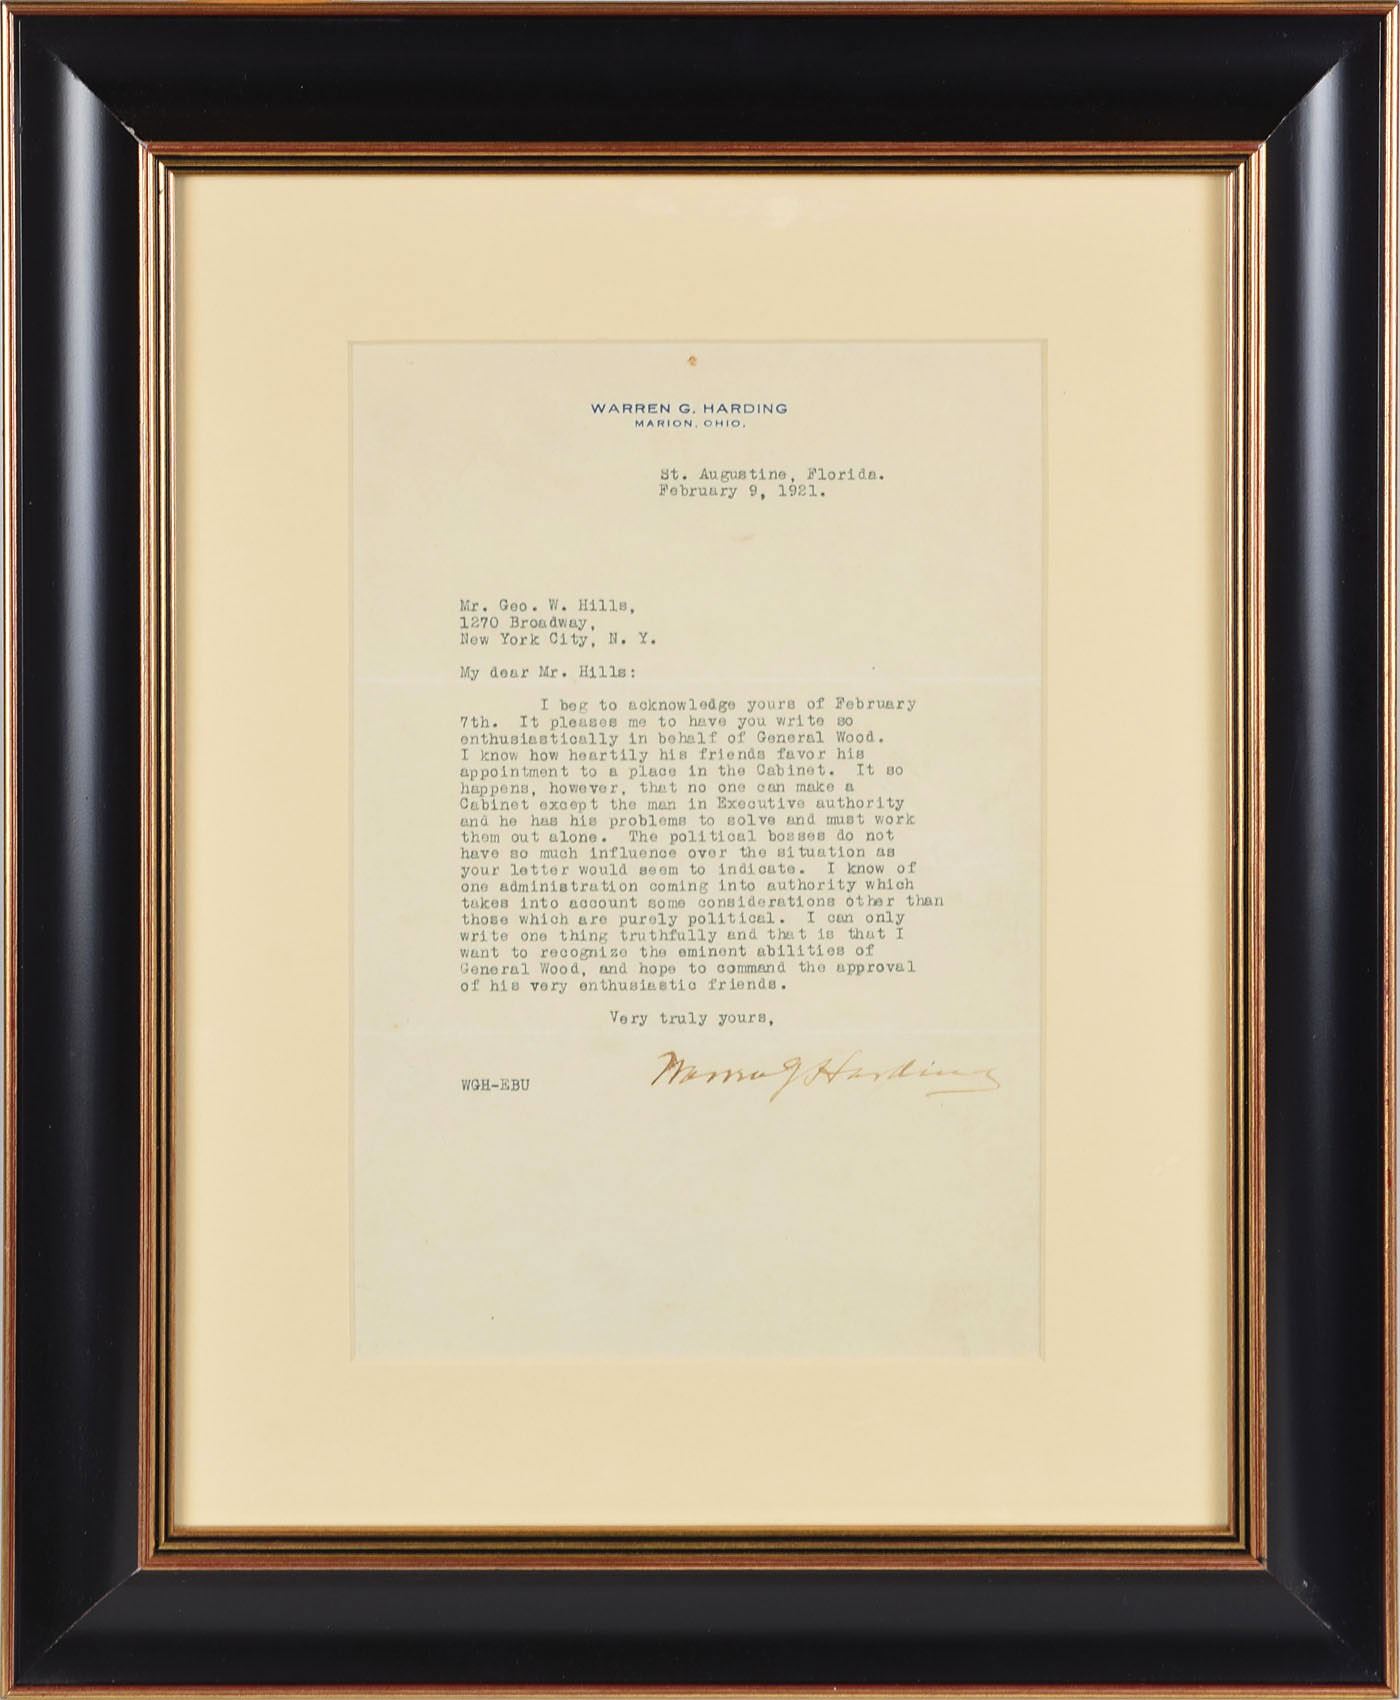 WARREN G. HARDING
MARION, OHIO.
St. Augustine, Florida.
February 9, 1921.
Mr. Geo. W. Hills,
1270 Broadway,
New York City, N. Y.
My dear Mr. Hills:
I beg to acknowledge yours of February
7th. It pleases me to have you write so
enthusiastically in behalf of General Wood.
I know how heartily his friends favor his
appointment to a place in the Cabinet. It so
happens, however, that no one can make a
Cabinet except the man in Executive authority
and he has his problems to solve and must work
them out alone. The political bosses do not
have so much influence over the situation as
your letter would seem to indicate. I know of
one administration coming into authority which
takes into account some considerations other than
those which are purely political. I can only
write one thing truthfully and that is that I
want to recognize the eminent abilities of
General Wood, and hope to command the approval
of his very enthusiastic friends.
Very truly yours,
Warren G Harding
WGH-EBU